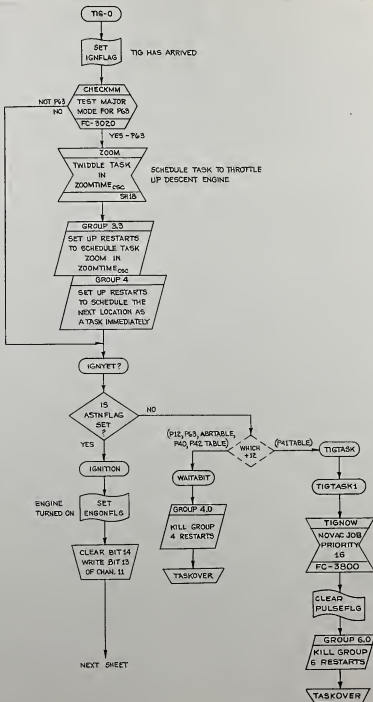 TIG-0
SET
IGNFLAG
TIG HAS ARRIVED
CHECKMM
TEST MAJOR
MODE FOR P63
FC-3020
NOT P63
NO
YES - P63
ZOOM
TWIDDLE TASK
IN
ZOOMTIMECSC
SH18
SCHEDULE TASK TO THROTTLE
UP DESCENT ENGINE
GROUP 3.3
SET UP RESTARTS
TO SCHEDULE TASK
ZOOM IN
ZOOMTIMECSC
GROUP 4
SET UP RESTARTS
TO SCHEDULE THE
NEXT LOCATION AS
A TASK IMMEDIATELY
IGNYET?
IS
ASTNFLAG
SET
?
NO
YES
IGNITION
ENGINE
TURNED ON
SET
ENGONFLG
CLEAR BIT 14
WRITE BIT 13
OF CHAN. 11
NEXT SHEET
(P12, P63, ABRTABLE,
P40, P42 TABLE)
WHICH
+12
(P41TABLE)
WAITABIT
GROUP 4.0
KILL GROUP
4 RESTARTS
TASKOVER
TIGTASK
TIGTASK1
TIGNOW
NOVAC JOB
PRIORITY
16
FC-3800
CLEAR
PULSEFLG
GROUP 6.0
KILL GROUP
6 RESTARTS
TASKOVER